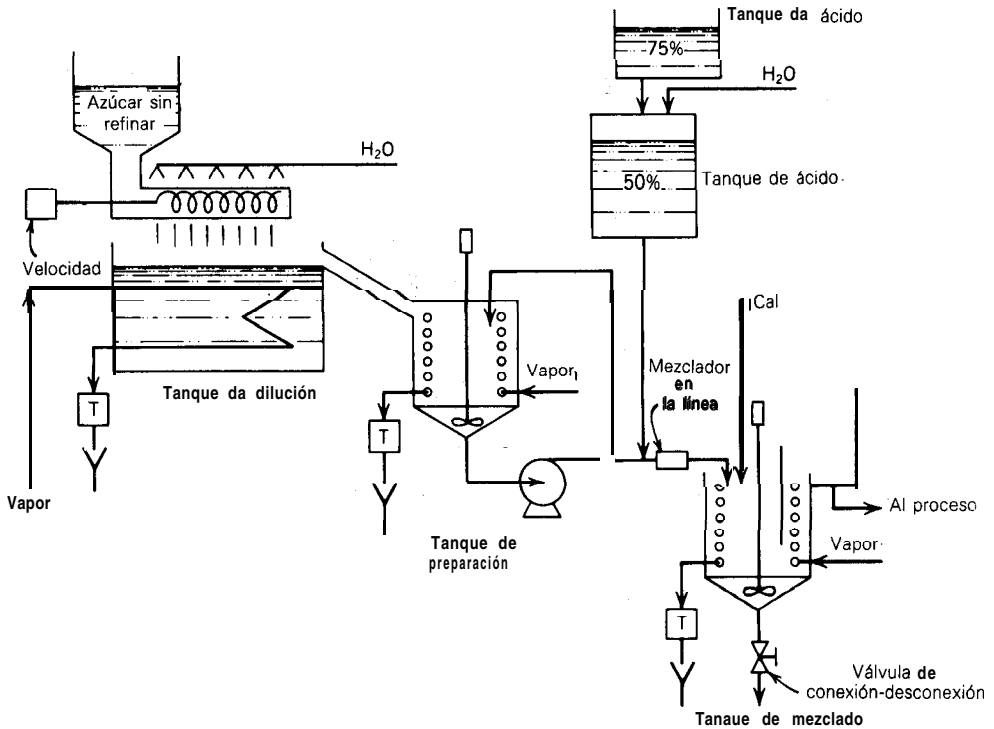 Tanque da ácido
75%
H₂O
Azúcar sin
refinar
H₂O
50%
Tanque de ácido
Velocidad
Cal
Vapor
Mezclador
en
la línea
Tanque da dilución
T
T
Vapor
Al proceso
Vapor
Tanque de
preparación
T
Válvula de
conexión-desconexión
Tanaue de mezclado